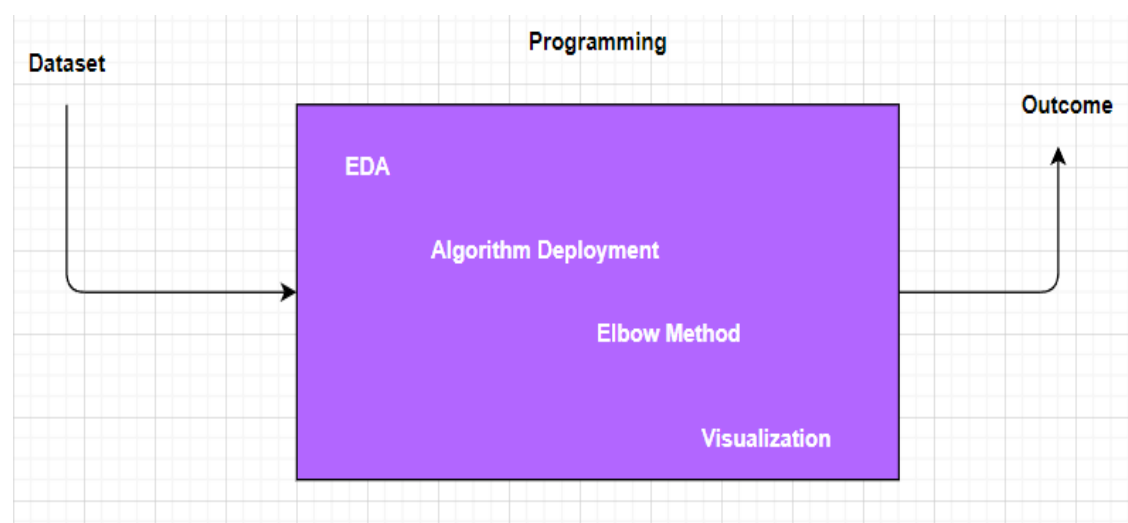 Programming
Dataset
Outcome
EDA
Algorithm Deployment
Elbow Method
Visualization